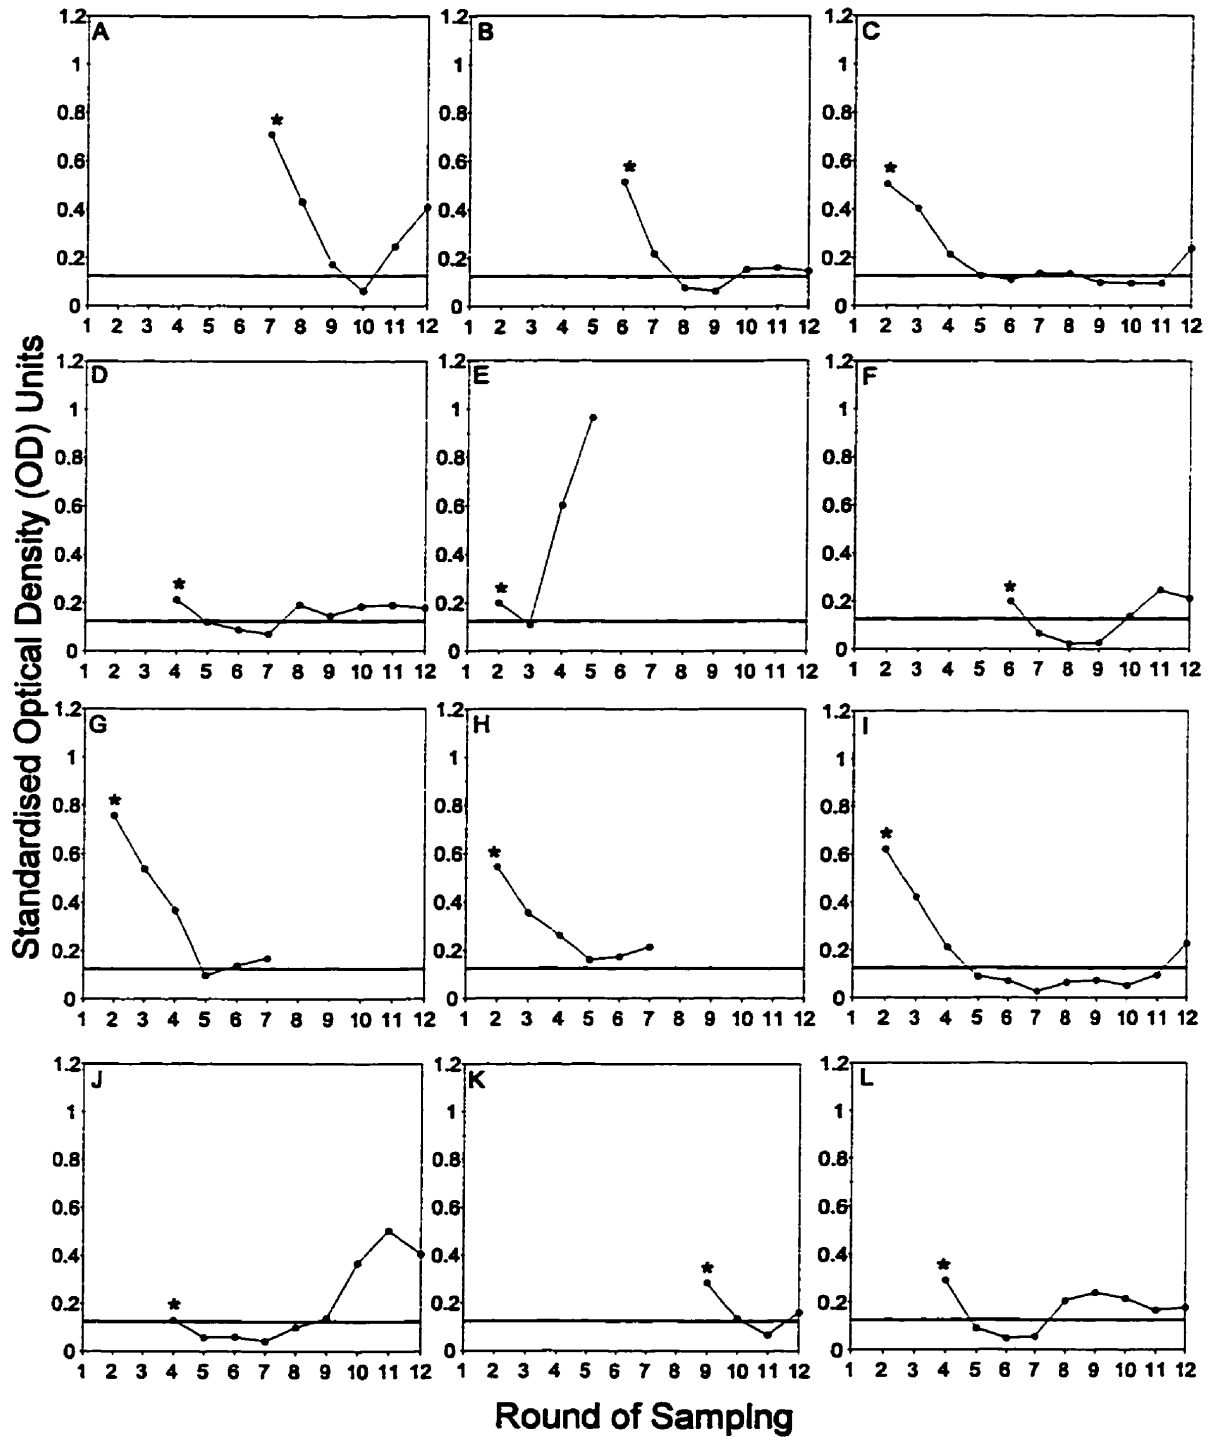 A
B
C
1.2 1.2 1.2
1 1 1
0.8 0.8 0.8
* * *
0.6 0.6 0.6
0.4 0.4 0.4
0.2 0.2 0.2
0 0 0
1 2 3 4 5 6 7 8 9 10 11 12 1 2 3 4 5 6 7 8 9 10 11 12 1 2 3 4 5 6 7 8 9 10 11 12
Standardised Optical Density (OD) Units
D
E
F
1.2 1.2 1.2
1 1 1
0.8 0.8 0.8
0.6 0.6 0.6
0.4 0.4 0.4
* * *
0.2 0.2 0.2
0 0 0
1 2 3 4 5 6 7 8 9 10 11 12 1 2 3 4 5 6 7 8 9 10 11 12 1 2 3 4 5 6 7 8 9 10 11 12
G
H
I
1.2 1.2 1.2
1 1 1
0.8 0.8 0.8
* * *
0.6 0.6 0.6
0.4 0.4 0.4
0.2 0.2 0.2
0 0 0
1 2 3 4 5 6 7 8 9 10 11 12 1 2 3 4 5 6 7 8 9 10 11 12 1 2 3 4 5 6 7 8 9 10 11 12
J
K
L
1.2 1.2 1.2
1 1 1
0.8 0.8 0.8
0.6 0.6 0.6
0.4 0.4 0.4
* * *
0.2 0.2 0.2
0 0 0
1 2 3 4 5 6 7 8 9 10 11 12 1 2 3 4 5 6 7 8 9 10 11 12 1 2 3 4 5 6 7 8 9 10 11 12
Round of Sampling